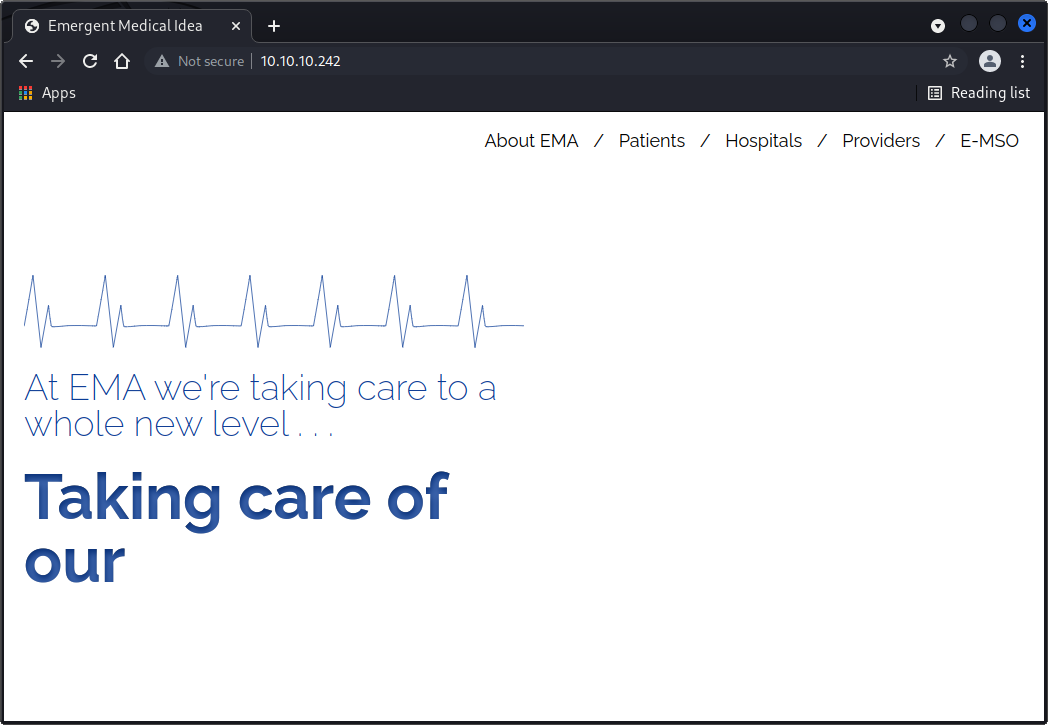 Emergent Medical Idea
Not secure 10.10.10.242
Apps Reading list
About EMA / Patients / Hospitals / Providers / E-MSO
At EMA we're taking care to a
whole new level . . .
Taking care of
our